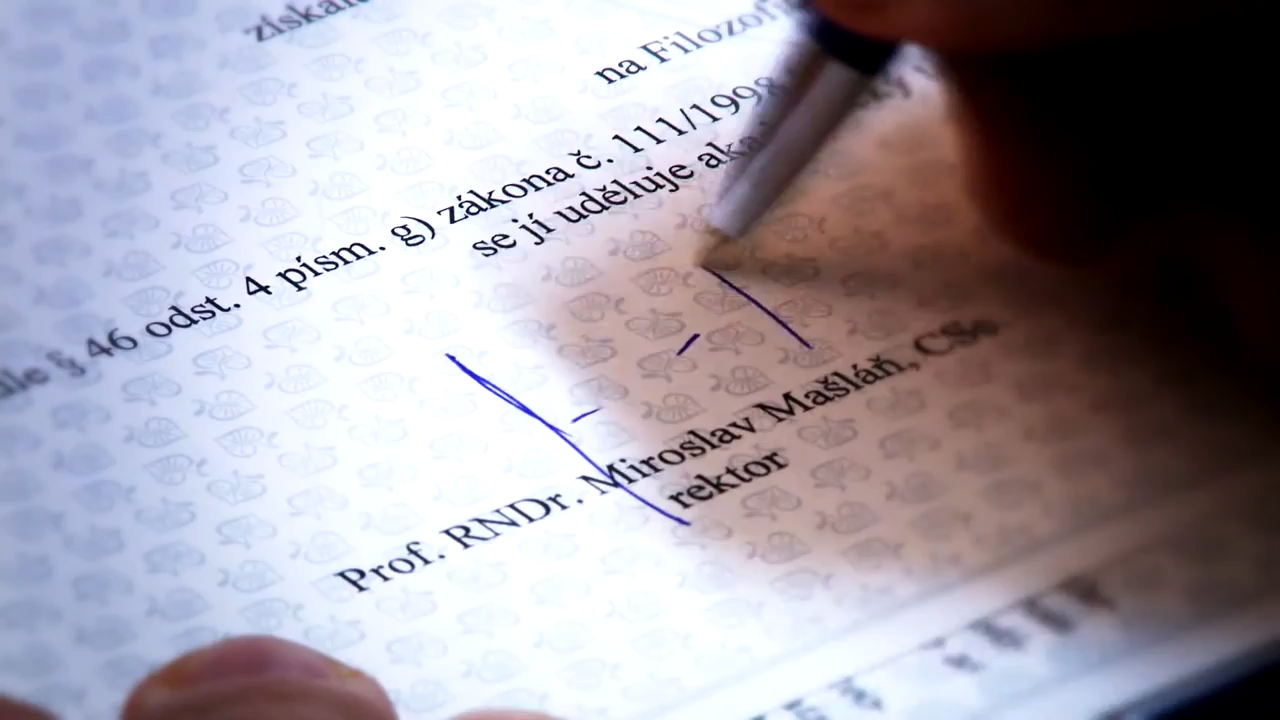 získal
na Filozof
dle § 46 odst. 4 písm. g) zákona č. 111/1998
se jí uděluje aka
Prof. RNDr. Miroslav Mašláň, CSc.
rektor